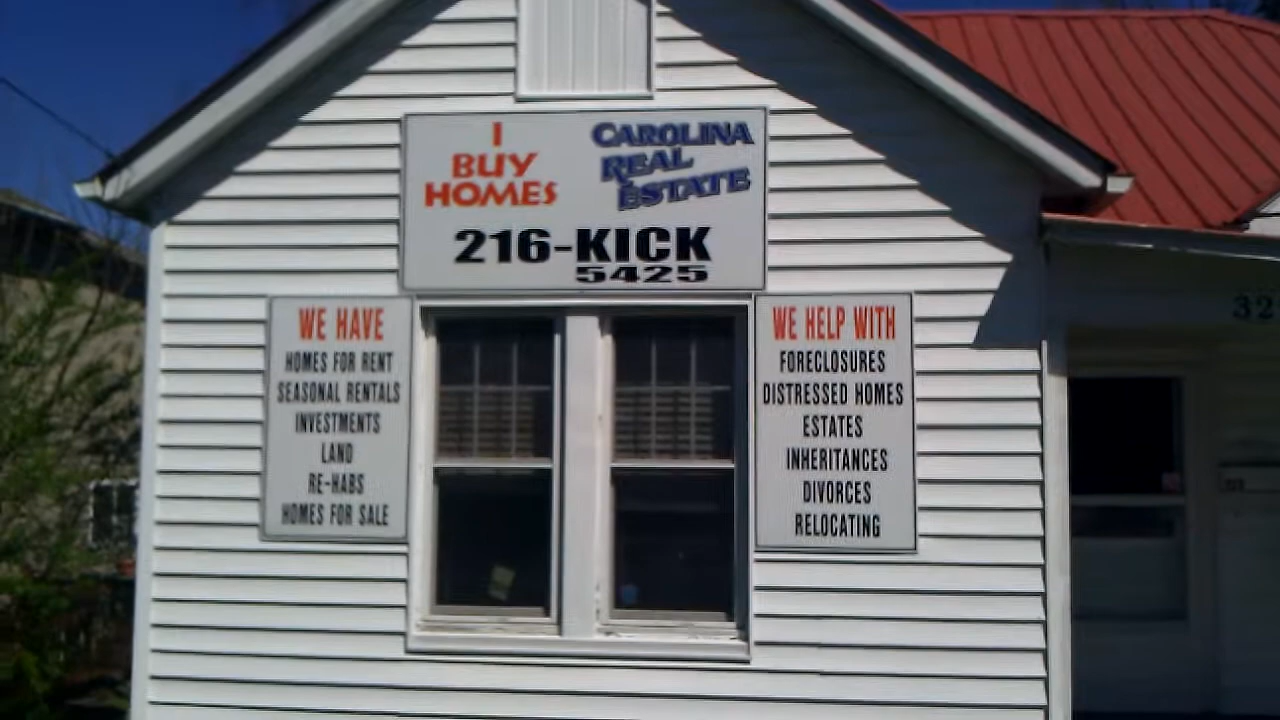 I
BUY
HOMES
CAROLINA
REAL
ESTATE
216-KICK
5425
WE HAVE
HOMES FOR RENT
SEASONAL RENTALS
INVESTMENTS
LAND
RE-HABS
HOMES FOR SALE
WE HELP WITH
FORECLOSURES
DISTRESSED HOMES
ESTATES
INHERITANCES
DIVORCES
RELOCATING
32